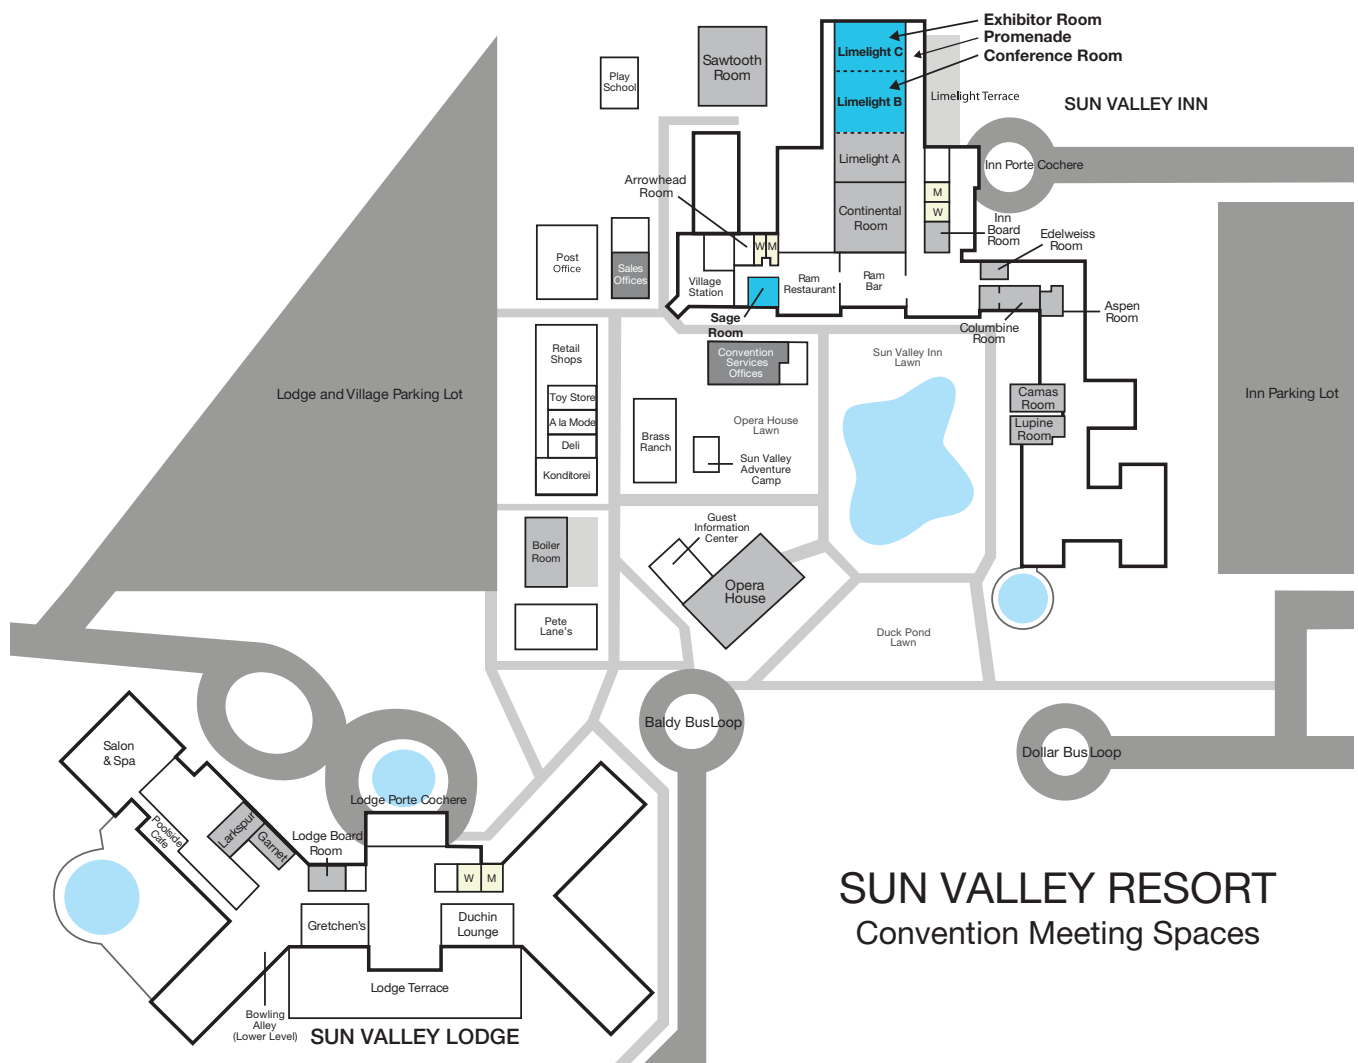 Exhibitor Room
Promenade
Conference Room
Limelight C
Limelight B
Limelight Terrace
SUN VALLEY INN
Sawtooth
Room
Play
School
Limelight A
Inn Porte Cochere
Arrowhead
Room
Continental
Room
M
W
Inn
Board
Room
Edelweiss
Room
Post
Office
Sales
Offices
W
M
Village
Station
Ram
Restaurant
Ram
Bar
Sage
Room
Columbine
Room
Aspen
Room
Retail
Shops
Convention
Services
Offices
Sun Valley Inn
Lawn
Lodge and Village Parking Lot
Toy Store
A la Mode
Deli
Konditorei
Brass
Ranch
Opera House
Lawn
Sun Valley
Adventure
Camp
Camas
Room
Lupine
Room
Inn Parking Lot
Boiler
Room
Guest
Information
Center
Opera
House
Pete
Lane's
Duck Pond
Lawn
Baldy Bus Loop
Dollar Bus Loop
Salon
& Spa
Lodge Porte Cochere
Poolside
Cafe
Larkspur
Garnet
Lodge Board
Room
W
M
Gretchen's
Duchin
Lounge
Lodge Terrace
Bowling
Alley
(Lower Level)
SUN VALLEY LODGE
SUN VALLEY RESORT
Convention Meeting Spaces